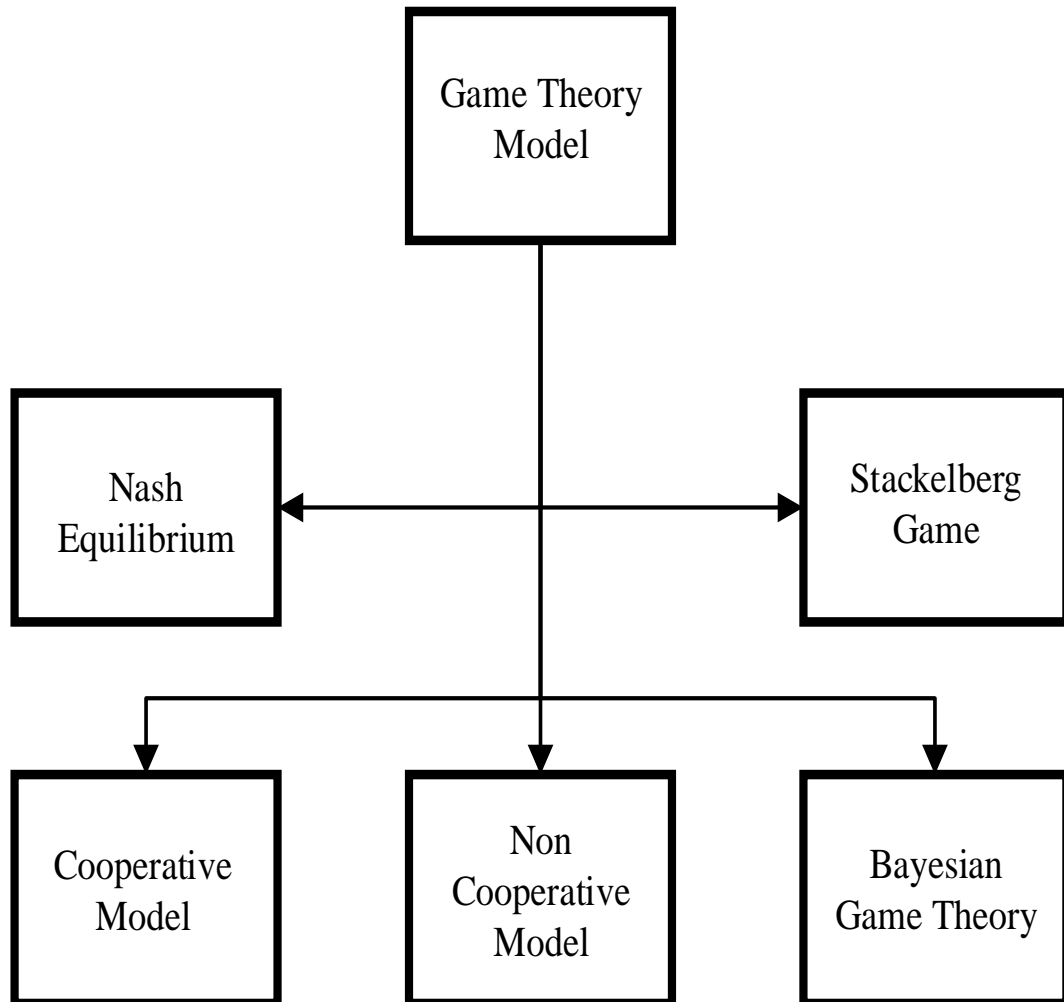 Game Theory
Model
Nash
Equilibrium
Stackelberg
Game
Cooperative
Model
Non
Cooperative
Model
Bayesian
Game Theory